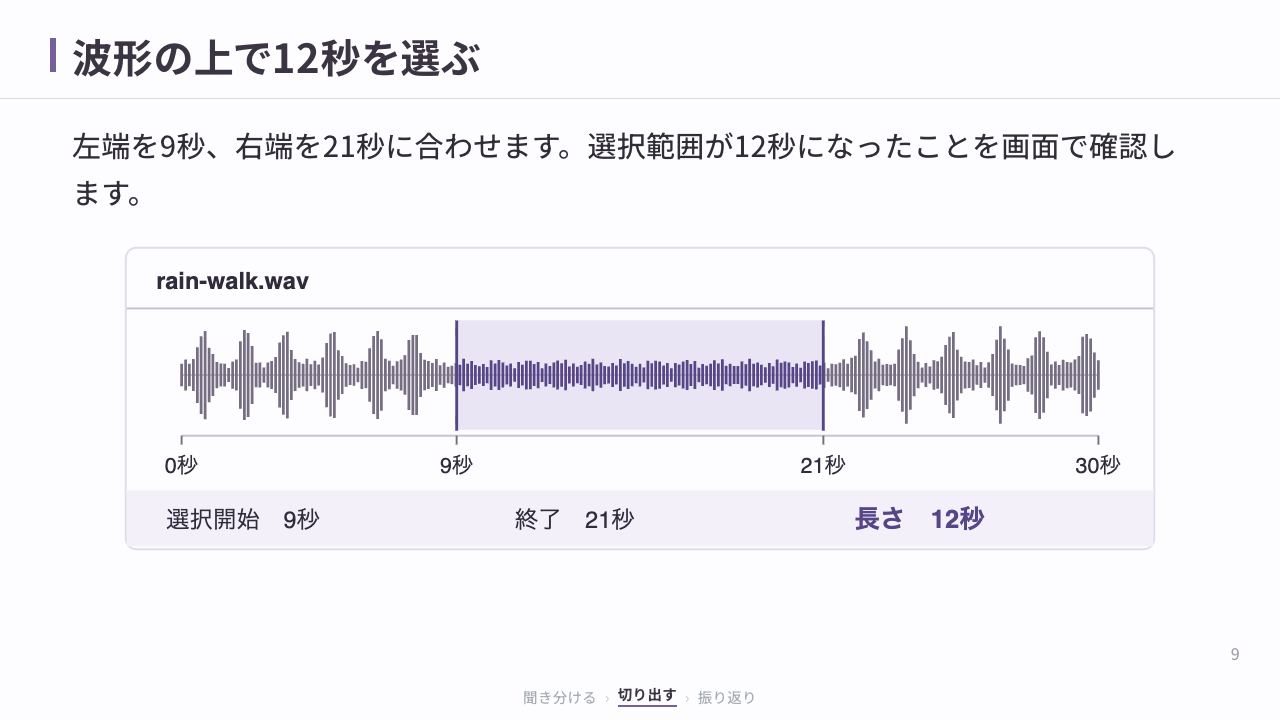 波形の上で12秒を選ぶ
左端を9秒、右端を21秒に合わせます。選択範囲が12秒になったことを画面で確認し
ます。
rain-walk.wav
0秒 9秒 21秒 30秒
選択開始 9秒 終了 21秒 長さ 12秒
9
聞き分ける › 切り出す › 振り返り